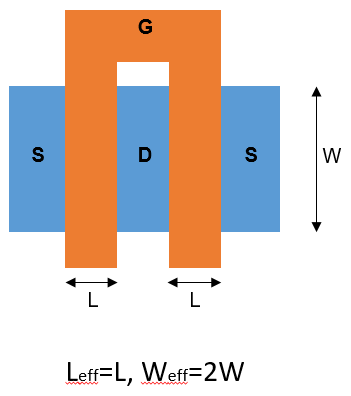 G
S D S
W
L L
Leff=L, Weff=2W